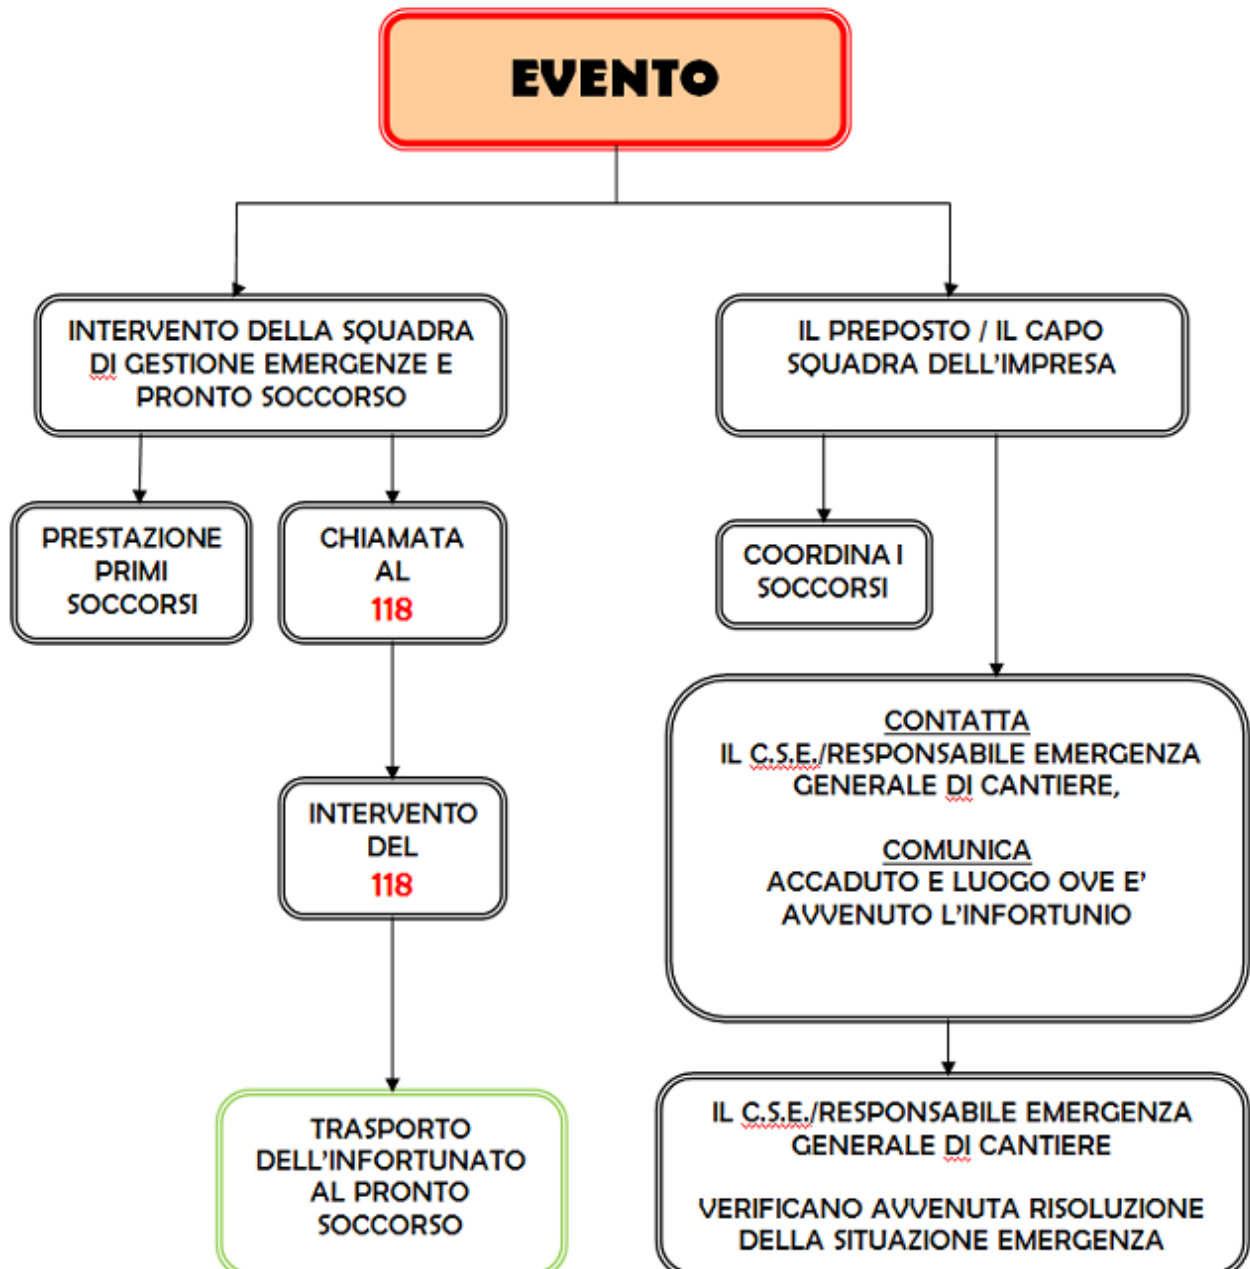 EVENTO
INTERVENTO DELLA SQUADRA
DI GESTIONE EMERGENZE E
PRONTO SOCCORSO
IL PREPOSTO / IL CAPO
SQUADRA DELL'IMPRESA
PRESTAZIONE
PRIMI
SOCCORSI
CHIAMATA
AL
118
COORDINA I
SOCCORSI
CONTATTA
IL C.S.E./RESPONSABILE EMERGENZA
GENERALE DI CANTIERE,
COMUNICA
ACCADUTO E LUOGO OVE E'
AVVENUTO L'INFORTUNIO
INTERVENTO
DEL
118
TRASPORTO
DELL'INFORTUNATO
AL PRONTO
SOCCORSO
IL C.S.E./RESPONSABILE EMERGENZA
GENERALE DI CANTIERE
VERIFICANO AVVENUTA RISOLUZIONE
DELLA SITUAZIONE EMERGENZA